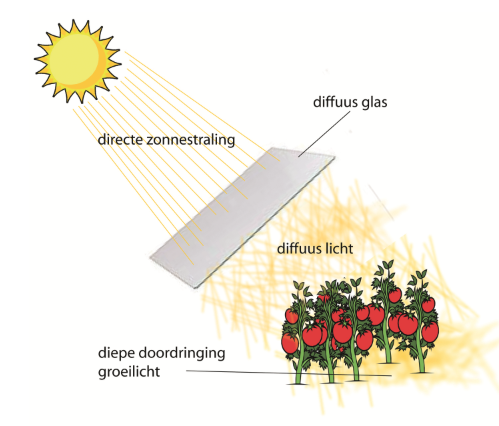 diffuus glas
directe zonnestraling
diffuus licht
diepe doordringing
groeilicht